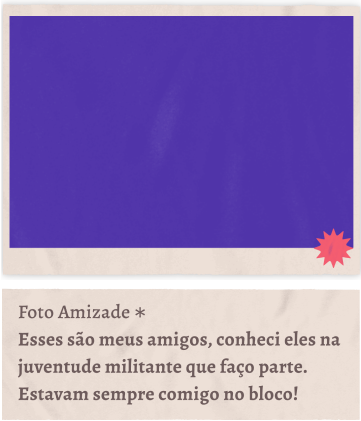 Foto Amizade *
Esses são meus amigos, conheci eles na
juventude militante que faço parte.
Estavam sempre comigo no bloco!